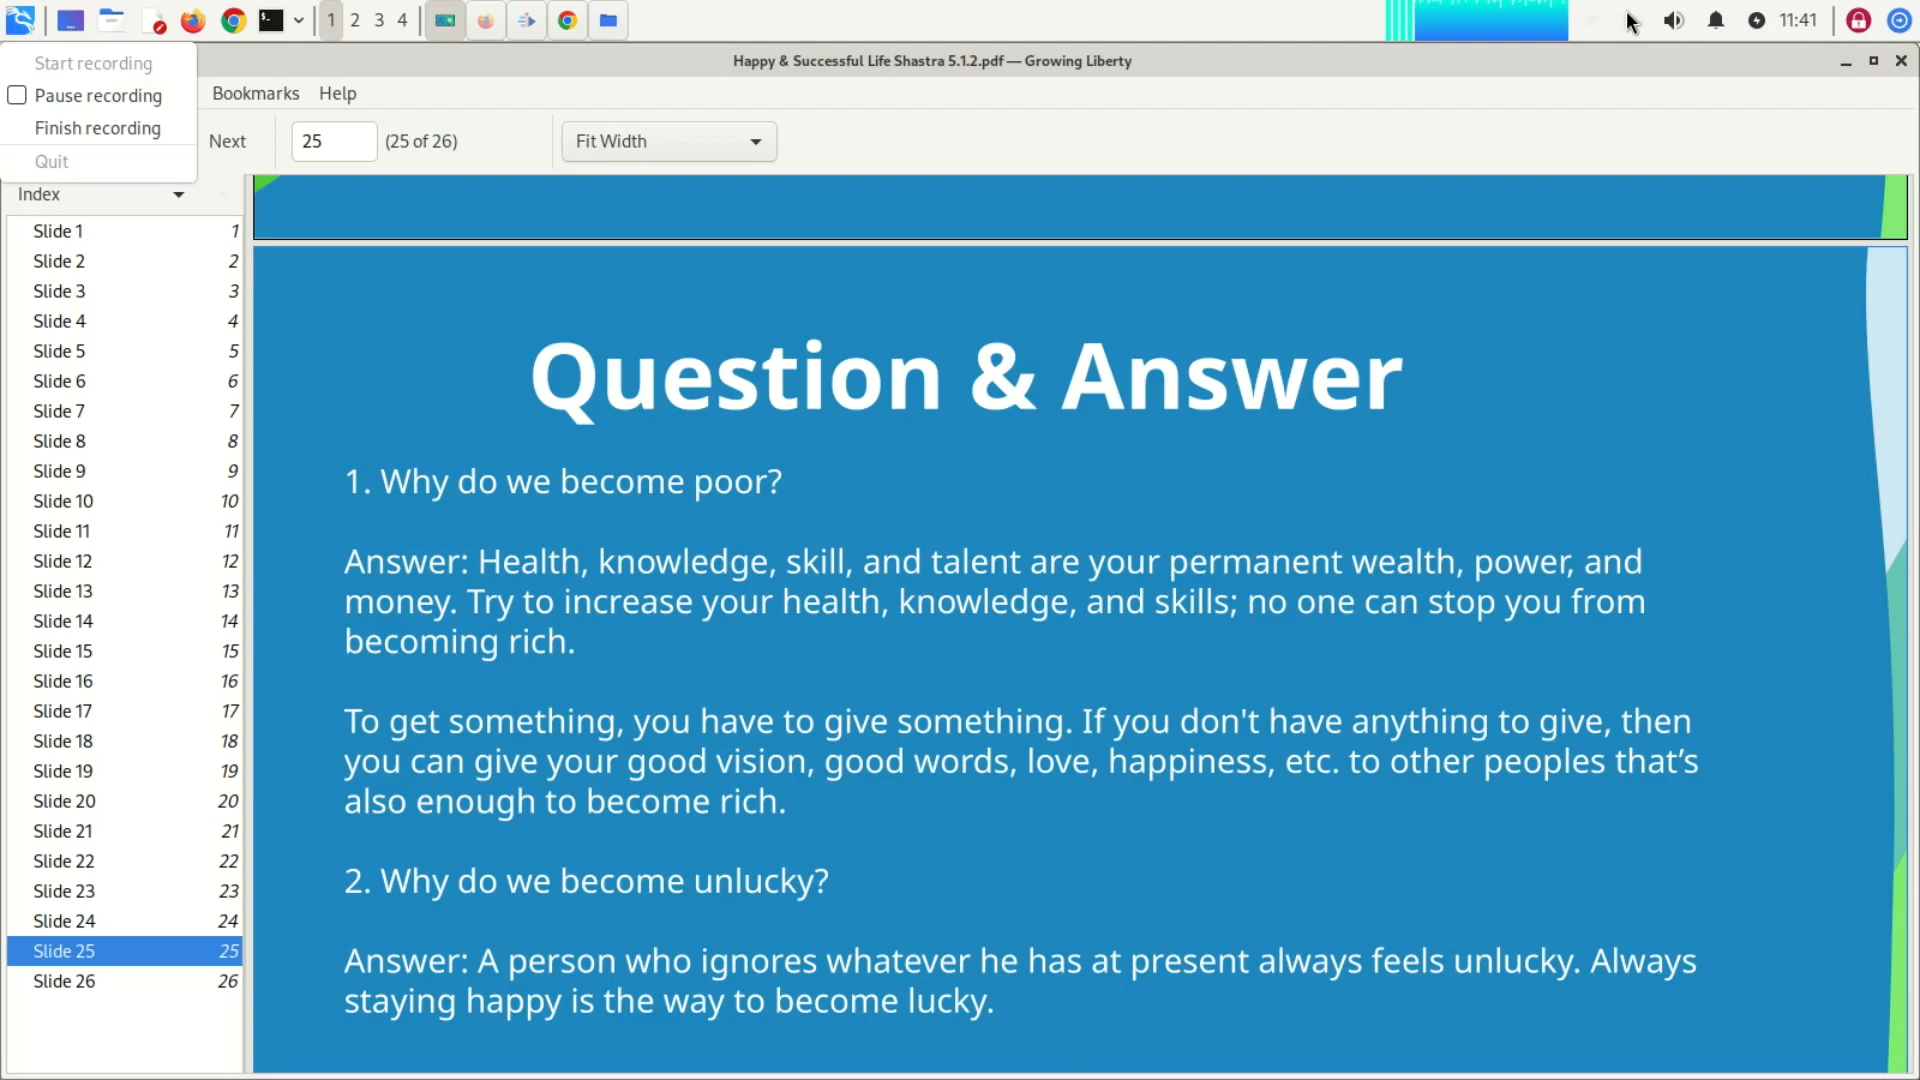 1 2 3 4
11:41
Happy & Successful Life Shastra 5.1.2.pdf — Growing Liberty
Start recording
Pause recording
Finish recording
Quit
Bookmarks Help
Next 25 (25 of 26) Fit Width
Index
Slide 1 1
Slide 2 2
Slide 3 3
Slide 4 4
Slide 5 5
Slide 6 6
Slide 7 7
Slide 8 8
Slide 9 9
Slide 10 10
Slide 11 11
Slide 12 12
Slide 13 13
Slide 14 14
Slide 15 15
Slide 16 16
Slide 17 17
Slide 18 18
Slide 19 19
Slide 20 20
Slide 21 21
Slide 22 22
Slide 23 23
Slide 24 24
Slide 25 25
Slide 26 26
Question & Answer
1. Why do we become poor?
Answer: Health, knowledge, skill, and talent are your permanent wealth, power, and
money. Try to increase your health, knowledge, and skills; no one can stop you from
becoming rich.
To get something, you have to give something. If you don't have anything to give, then
you can give your good vision, good words, love, happiness, etc. to other peoples that’s
also enough to become rich.
2. Why do we become unlucky?
Answer: A person who ignores whatever he has at present always feels unlucky. Always
staying happy is the way to become lucky.